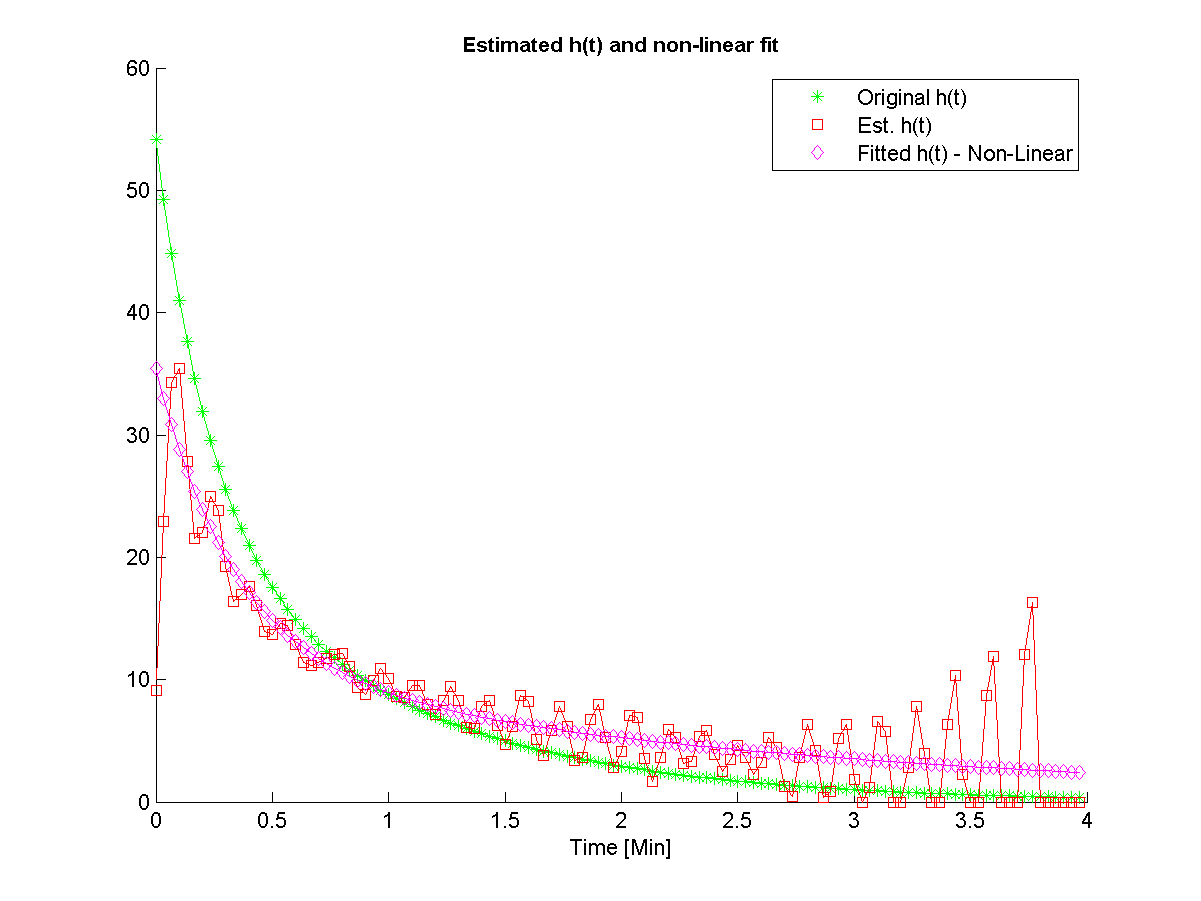 Estimated h(t) and non-linear fit
60
50
40
30
20
10
0
Original h(t)
Est. h(t)
Fitted h(t) - Non-Linear
0 0.5 1 1.5 2 2.5 3 3.5 4
Time [Min]